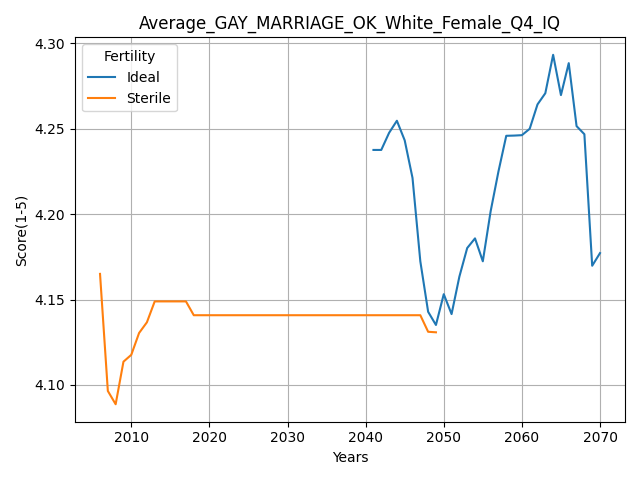 Average_GAY_MARRIAGE_OK_White_Female_Q4_IQ
Fertility
Ideal
Sterile
Score(1-5)
4.30
4.25
4.20
4.15
4.10
2010 2020 2030 2040 2050 2060 2070
Years